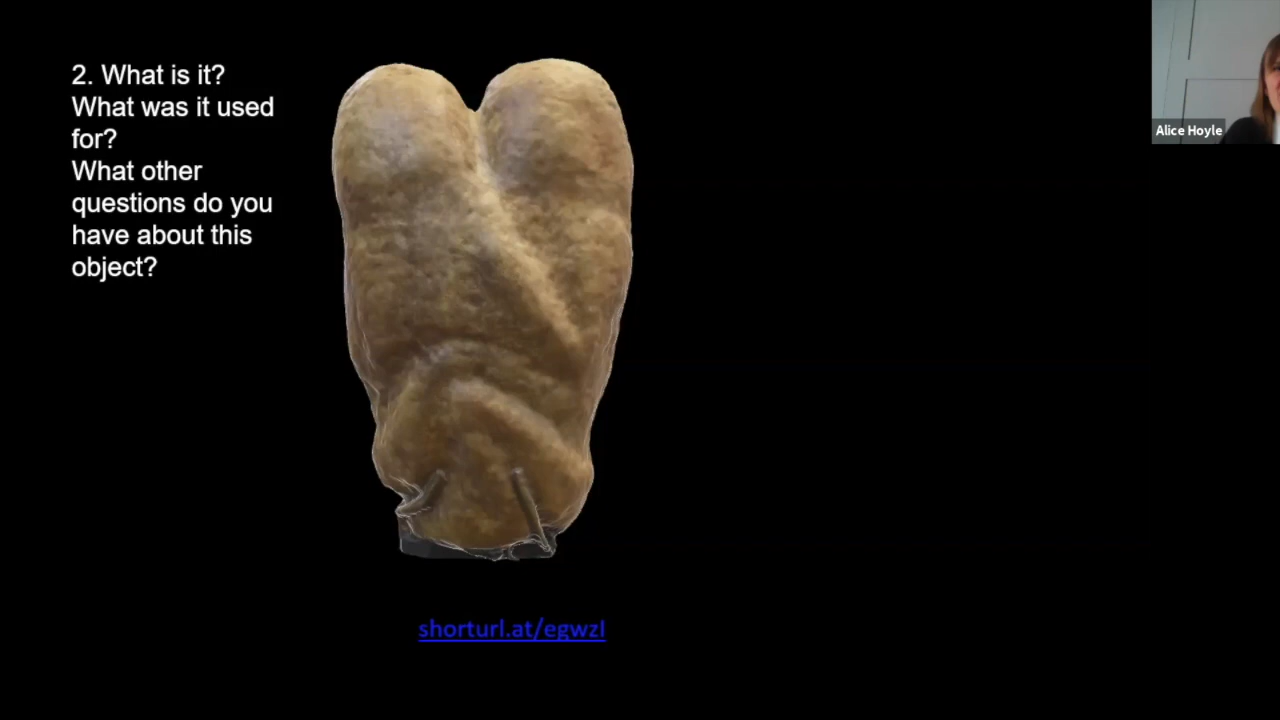 2. What is it?
What was it used
for?
What other
questions do you
have about this
object?
Alice Hoyle
shorturl.at/egwzI